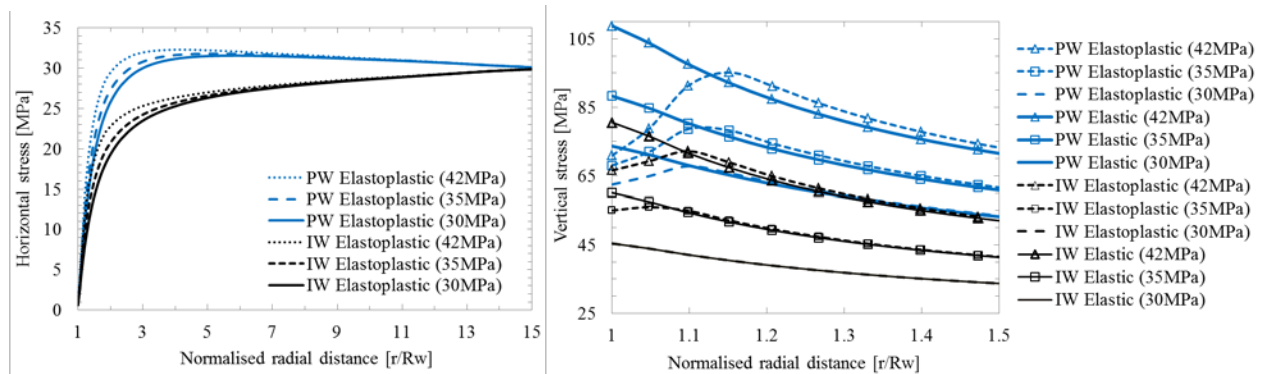 35
30
25
20
15
10
5
0
Horizontal stress [MPa]
PW Elastoplastic (42MPa)
PW Elastoplastic (35MPa)
PW Elastoplastic (30MPa)
IW Elastoplastic (42MPa)
IW Elastoplastic (35MPa)
IW Elastoplastic (30MPa)
1 3 5 7 9 11 13 15
Normalised radial distance [r/Rw]
105
85
65
45
25
Vertical stress [MPa]
1 1.1 1.2 1.3 1.4 1.5
Normalised radial distance [r/Rw]
PW Elastoplastic (42MPa)
PW Elastoplastic (35MPa)
PW Elastoplastic (30MPa)
PW Elastic (42MPa)
PW Elastic (35MPa)
PW Elastic (30MPa)
IW Elastoplastic (42MPa)
IW Elastoplastic (35MPa)
IW Elastoplastic (30MPa)
IW Elastic (42MPa)
IW Elastic (35MPa)
IW Elastic (30MPa)